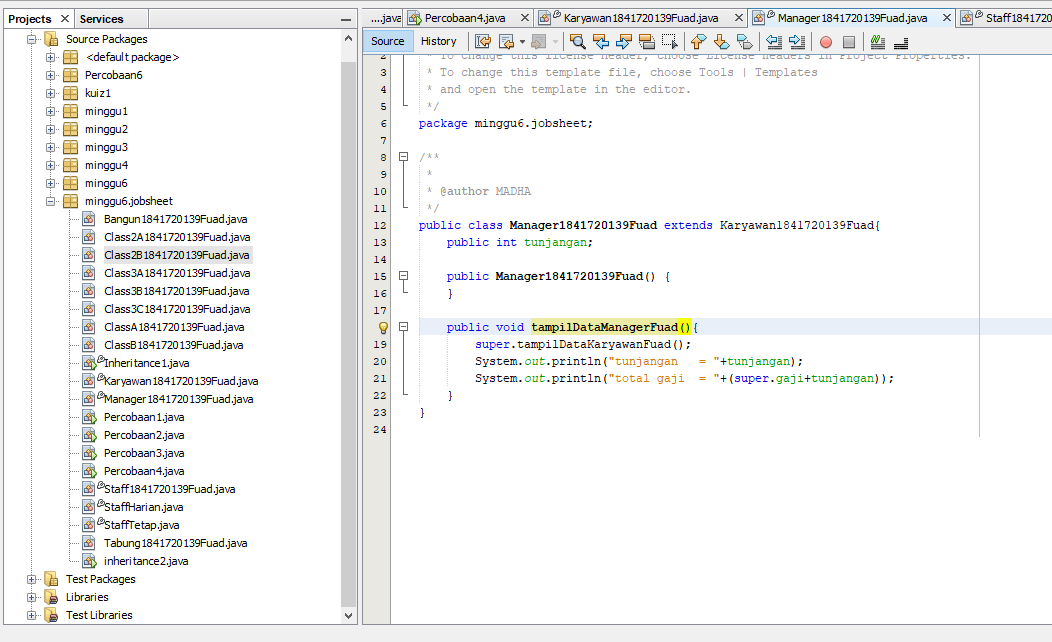 Projects
Services
Source Packages
<default package>
Percobaan6
kuiz1
minggu1
minggu2
minggu3
minggu4
minggu6
minggu6.jobsheet
Bangun1841720139Fuad.java
Class2A1841720139Fuad.java
Class2B1841720139Fuad.java
Class3A1841720139Fuad.java
Class3B1841720139Fuad.java
Class3C1841720139Fuad.java
ClassA1841720139Fuad.java
ClassB1841720139Fuad.java
Inheritance1.java
Karyawan1841720139Fuad.java
Manager1841720139Fuad.java
Percobaan1.java
Percobaan2.java
Percobaan3.java
Percobaan4.java
Staff1841720139Fuad.java
StaffHarian.java
StaffTetap.java
Tabung1841720139Fuad.java
inheritance2.java
Test Packages
Libraries
Test Libraries
....java
Percobaan4.java
Karyawan1841720139Fuad.java
Manager1841720139Fuad.java
Staff184172013
Source History
2 * To change this license header, choose License Headers in Project Properties.
3 * To change this template file, choose Tools | Templates
4 * and open the template in the editor.
5 */
6 package minggu6.jobsheet;
7
8 /**
9 *
10 * @author MADHA
11 */
12 public class Manager1841720139Fuad extends Karyawan1841720139Fuad{
13 public int tunjangan;
14
15 public Manager1841720139Fuad() {
16 }
17
public void tampilDataManagerFuad(){
19 super.tampilDataKaryawanFuad();
20 System.out.println("tunjangan   = "+tunjangan);
21 System.out.println("total gaji  = "+(super.gaji+tunjangan));
22 }
23 }
24